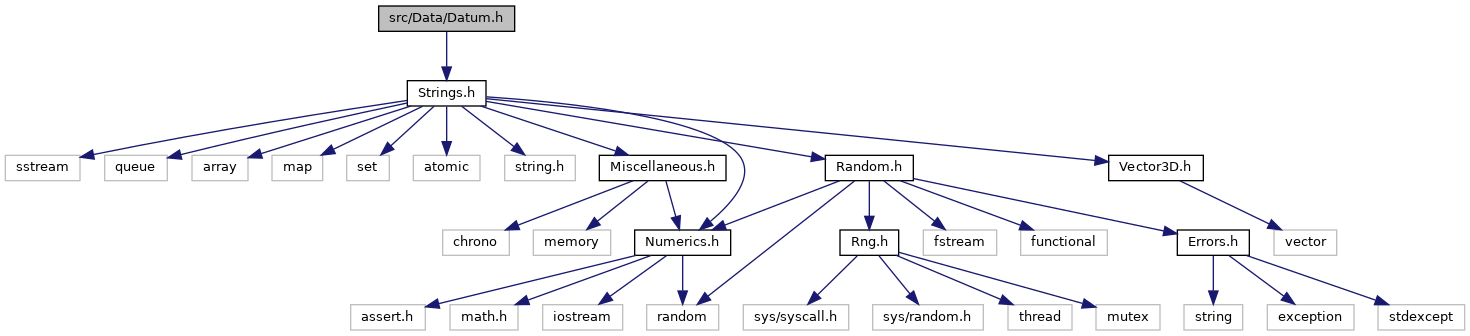 src/Data/Datum.h
Strings.h
sstream
queue
array
map
set
atomic
string.h
Miscellaneous.h
Random.h
Vector3D.h
chrono
memory
Numerics.h
Rng.h
fstream
functional
Errors.h
vector
assert.h
math.h
iostream
random
sys/syscall.h
sys/random.h
thread
mutex
string
exception
stdexcept